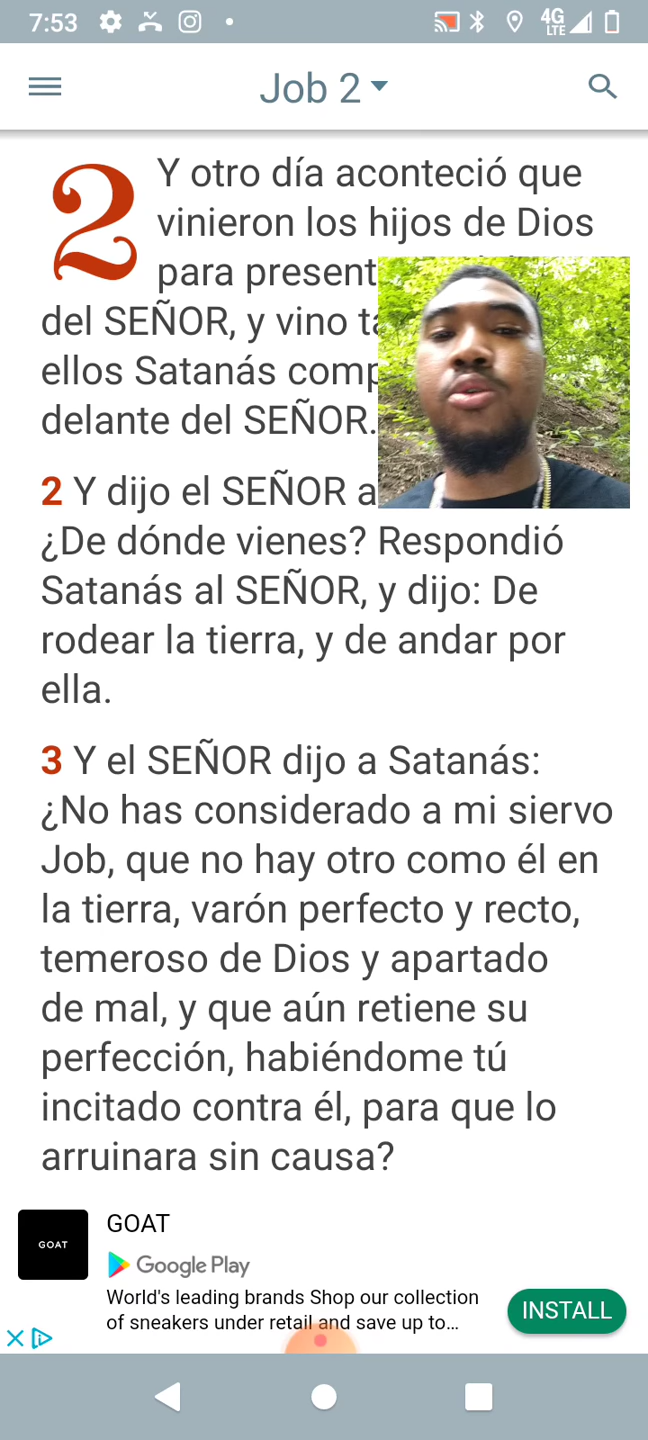 7:53
4G
LTE
Job 2
2 Y otro día aconteció que
vinieron los hijos de Dios
para
del SEÑOR, y vino
ellos Satanás
delante del SEÑOR.
2 Y dijo el SEÑOR a
¿De dónde vienes? Respondió
Satanás al SEÑOR, y dijo: De
rodear la tierra, y de andar por
ella.
3 Y el SEÑOR dijo a Satanás:
¿No has considerado a mi siervo
Job, que no hay otro como él en
la tierra, varón perfecto y recto,
temeroso de Dios y apartado
de mal, y que aún retiene su
perfección, habiéndome tú
incitado contra él, para que lo
arruinara sin causa?
GOAT
GOAT
Google Play
World's leading brands Shop our collection
of sneakers under retail and save up to...
INSTALL